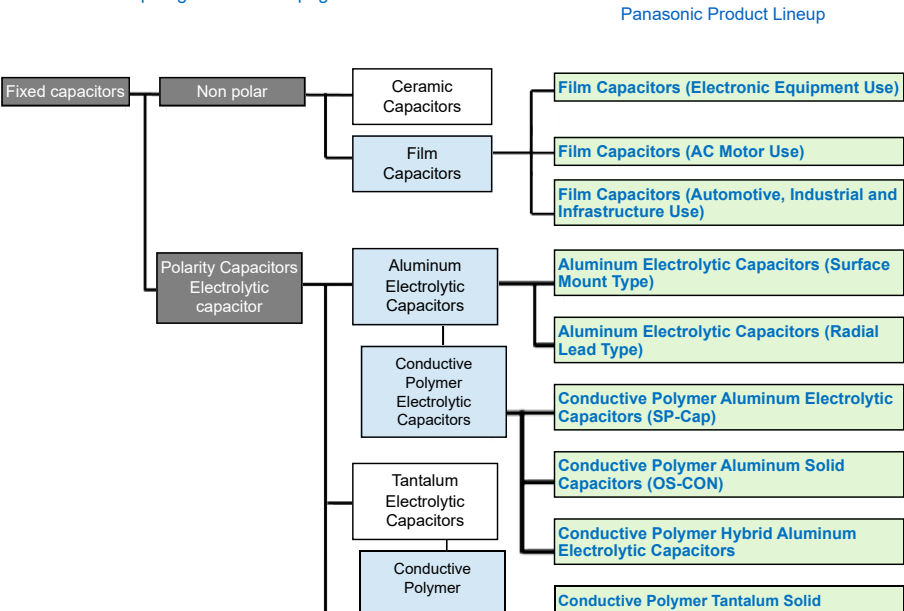 Panasonic Product Lineup
Fixed capacitors
Non polar
Ceramic
Capacitors
Film
Capacitors
Film Capacitors (Electronic Equipment Use)
Film Capacitors (AC Motor Use)
Film Capacitors (Automotive, Industrial and
Infrastructure Use)
Polarity Capacitors
Electrolytic
capacitor
Aluminum
Electrolytic
Capacitors
Aluminum Electrolytic Capacitors (Surface
Mount Type)
Aluminum Electrolytic Capacitors (Radial
Lead Type)
Conductive
Polymer
Electrolytic
Capacitors
Conductive Polymer Aluminum Electrolytic
Capacitors (SP-Cap)
Conductive Polymer Aluminum Solid
Capacitors (OS-CON)
Conductive Polymer Hybrid Aluminum
Electrolytic Capacitors
Tantalum
Electrolytic
Capacitors
Conductive
Polymer
Conductive Polymer Tantalum Solid